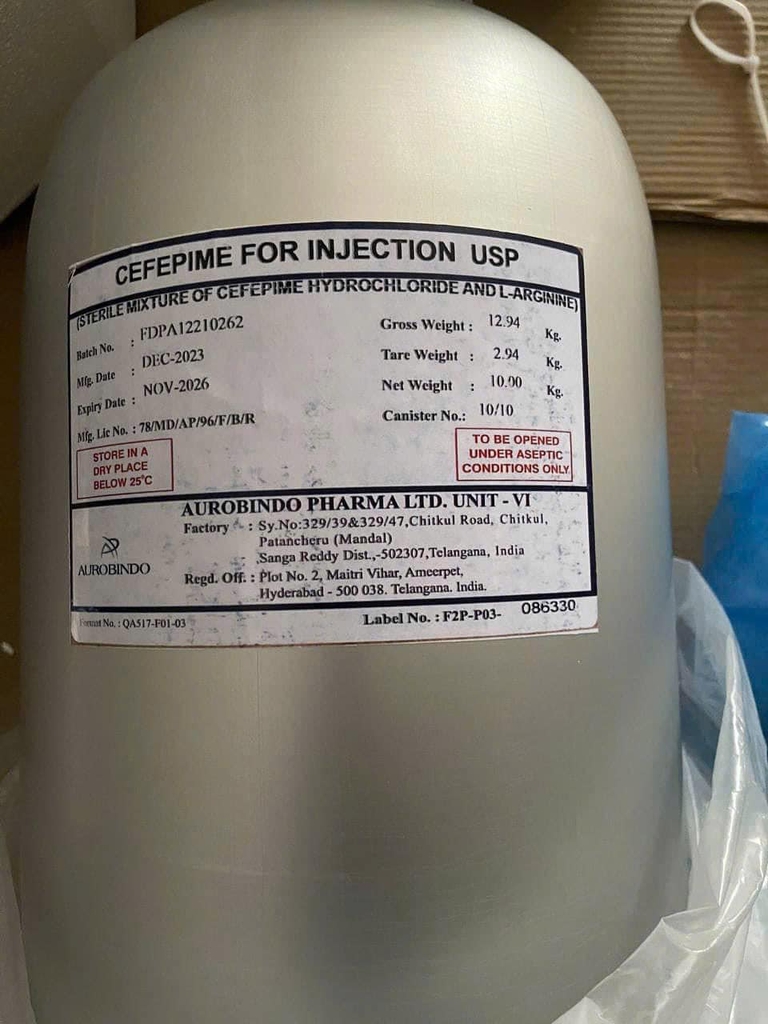 CEFEPIME FOR INJECTION USP
(STERILE MIXTURE OF CEFEPIME HYDROCHLORIDE AND L-ARGININE)
Batch No. : FDPA12210262
Mfg. Date : DEC-2023
Expiry Date : NOV-2026
Mfg. Lic No. : 78/MD/AP/96/F/B/R
Gross Weight : 12.94 Kg.
Tare Weight : 2.94 Kg.
Net Weight : 10.00 Kg.
Canister No.: 10/10
STORE IN A
DRY PLACE
BELOW 25°C
TO BE OPENED
UNDER ASEPTIC
CONDITIONS ONLY
AUROBINDO
AUROBINDO PHARMA LTD. UNIT - VI
Factory : Sy.No:329/39&329/47,Chitkul Road, Chitkul,
Patancheru (Mandal)
Sanga Reddy Dist.,-502307,Telangana, India
Regd. Off. : Plot No. 2, Maitri Vihar, Ameerpet,
Hyderabad - 500 038. Telangana. India.
Format No. : QA517-F01-03
Label No. : F2P-P03- 086330